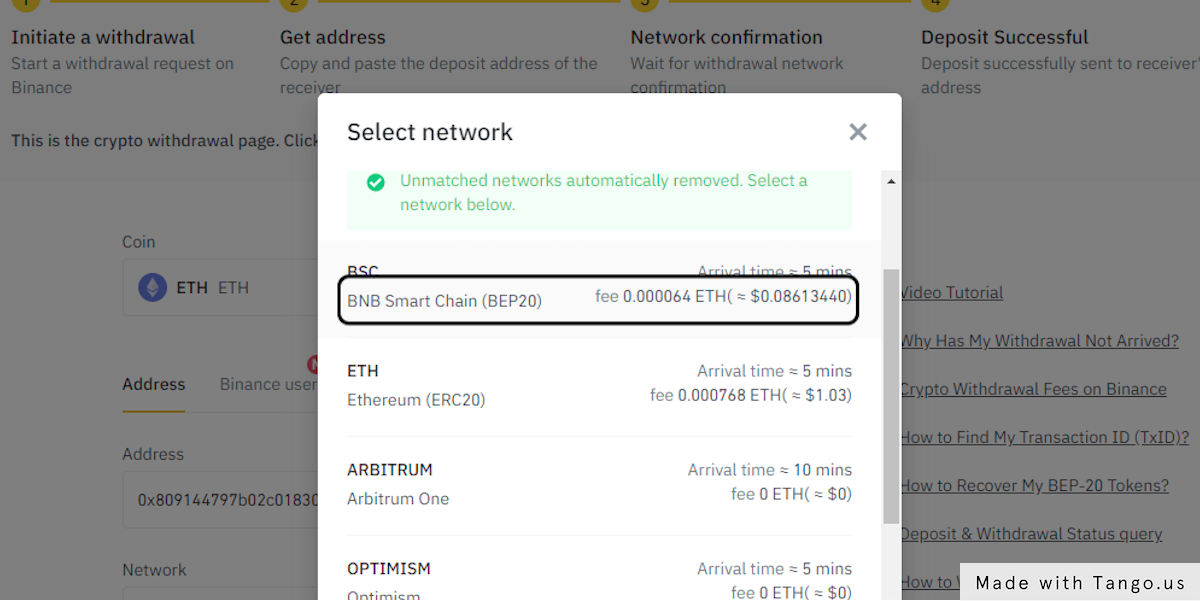 1
2
3
4
Initiate a withdrawal
Start a withdrawal request on
Binance
Get address
Copy and paste the deposit address of the
receiver
Network confirmation
Wait for withdrawal network
confirmation
Deposit Successful
Deposit successfully sent to receiver'
address
This is the crypto withdrawal page. Click
Select network
Unmatched networks automatically removed. Select a
network below.
BSC
Arrival time ≈ 5 mins
BNB Smart Chain (BEP20)
fee 0.000064 ETH( ≈ $0.08613440)
ETH
Arrival time ≈ 5 mins
Ethereum (ERC20)
fee 0.000768 ETH( ≈ $1.03)
ARBITRUM
Arrival time ≈ 10 mins
Arbitrum One
fee 0 ETH( ≈ $0)
OPTIMISM
Arrival time ≈ 5 mins
Optimism
fee 0 ETH( ≈ $0)
Coin
ETH ETH
Address
Binance user
Address
0x809144797b02c01830
Network
Video Tutorial
Why Has My Withdrawal Not Arrived?
Crypto Withdrawal Fees on Binance
How to Find My Transaction ID (TxID)?
How to Recover My BEP-20 Tokens?
Deposit & Withdrawal Status query
How to
Made with Tango.us